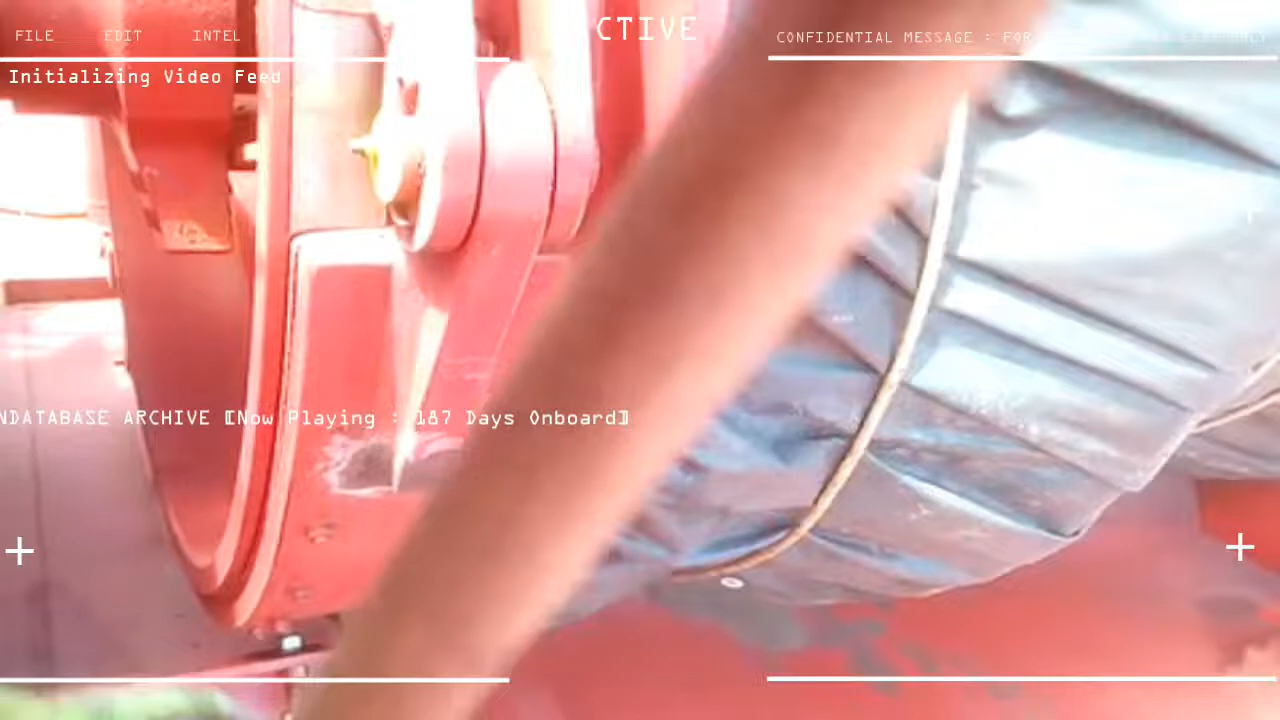 FILE EDIT INTEL
CTIVE
CONFIDENTIAL MESSAGE : FOR
Initializing Video Feed
NDATABASE ARCHIVE [Now Playing : 187 Days Onboard]